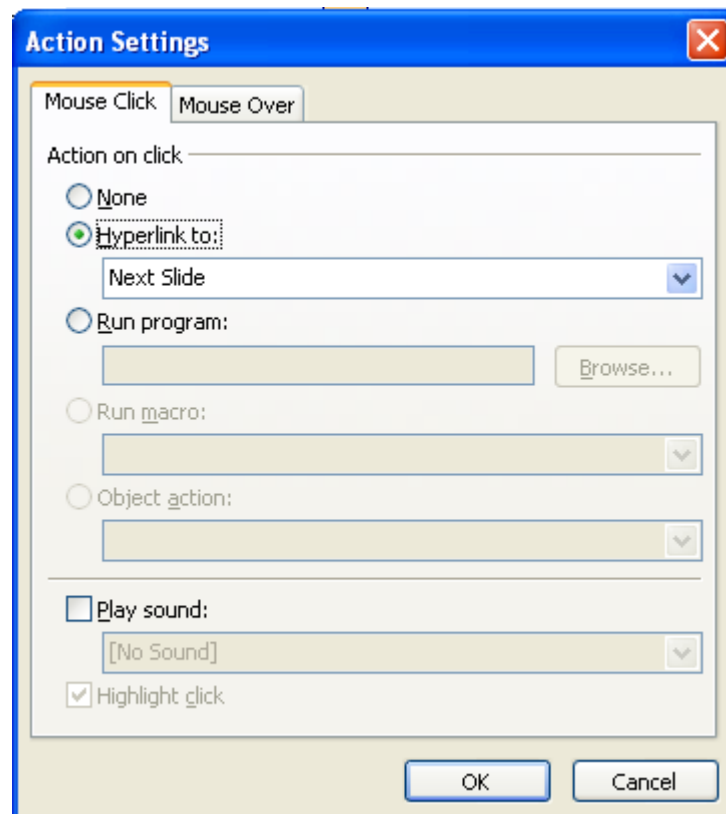 Action Settings
Mouse Click Mouse Over
Action on click
None
Hyperlink to:
Next Slide
Run program:
Browse...
Run macro:
Object action:
Play sound:
[No Sound]
Highlight click
OK Cancel